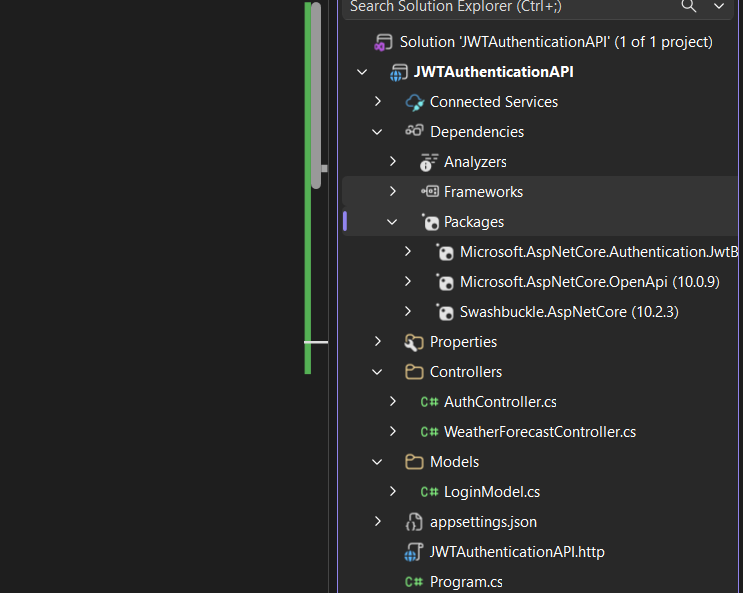 Search Solution Explorer (Ctrl+;)
Solution 'JWTAuthenticationAPI' (1 of 1 project)
JWTAuthenticationAPI
Connected Services
Dependencies
Analyzers
Frameworks
Packages
Microsoft.AspNetCore.Authentication.JwtB
Microsoft.AspNetCore.OpenApi (10.0.9)
Swashbuckle.AspNetCore (10.2.3)
Properties
Controllers
C# AuthController.cs
C# WeatherForecastController.cs
Models
C# LoginModel.cs
appsettings.json
JWTAuthenticationAPI.http
C# Program.cs